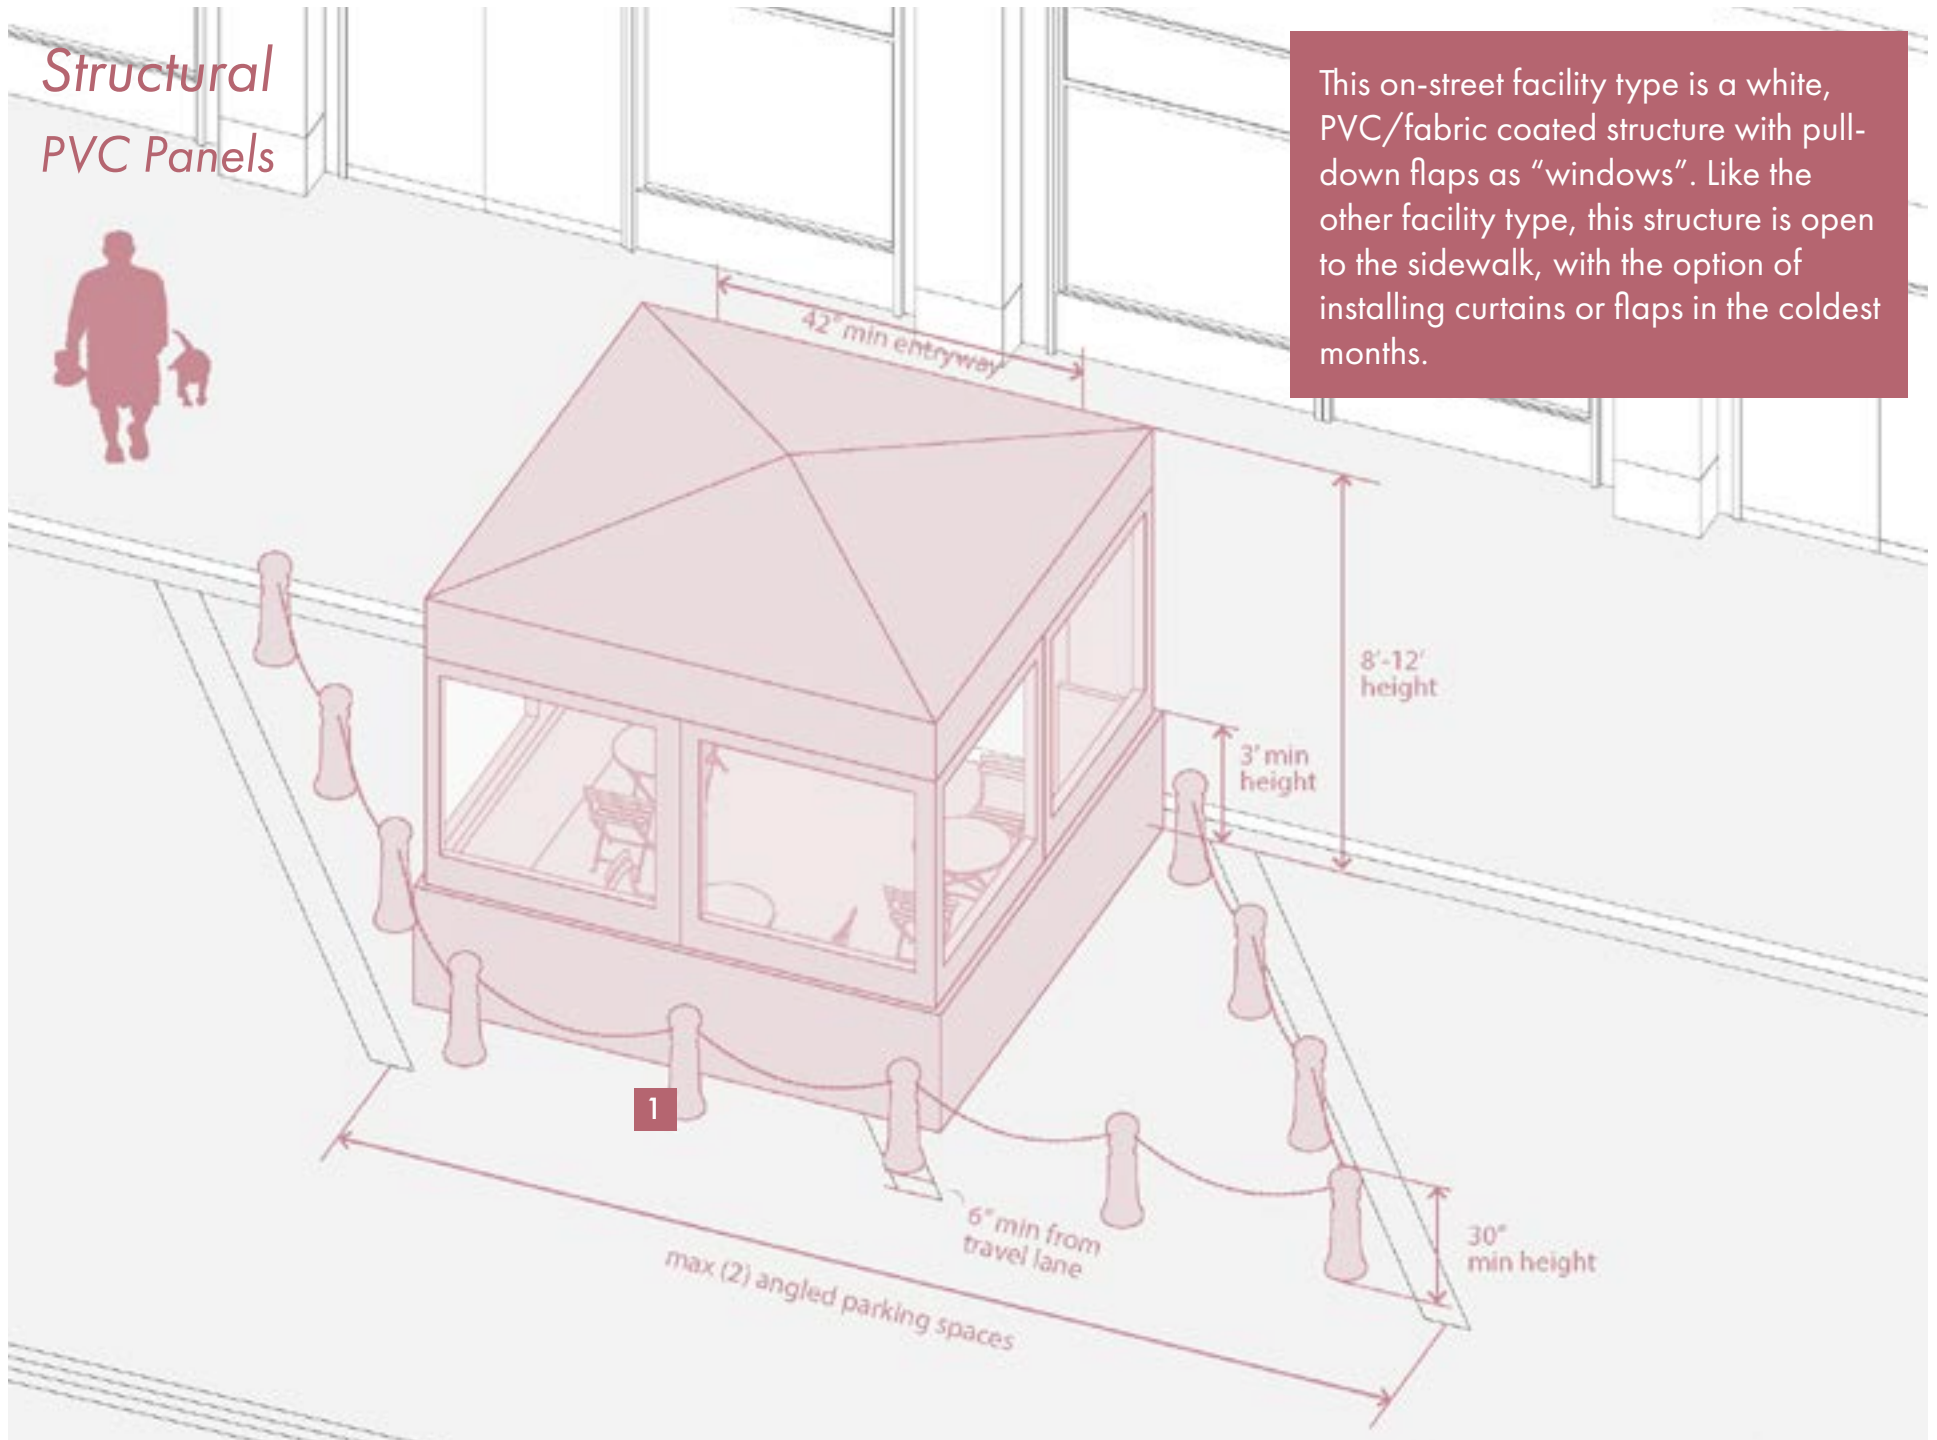 Structural
PVC Panels
This on-street facility type is a white,
PVC/fabric coated structure with pull-
down flaps as “windows”. Like the
other facility type, this structure is open
to the sidewalk, with the option of
installing curtains or flaps in the coldest
months.
42" min entryway
8'-12'
height
3' min
height
1
6" min from
travel lane
30"
min height
max (2) angled parking spaces